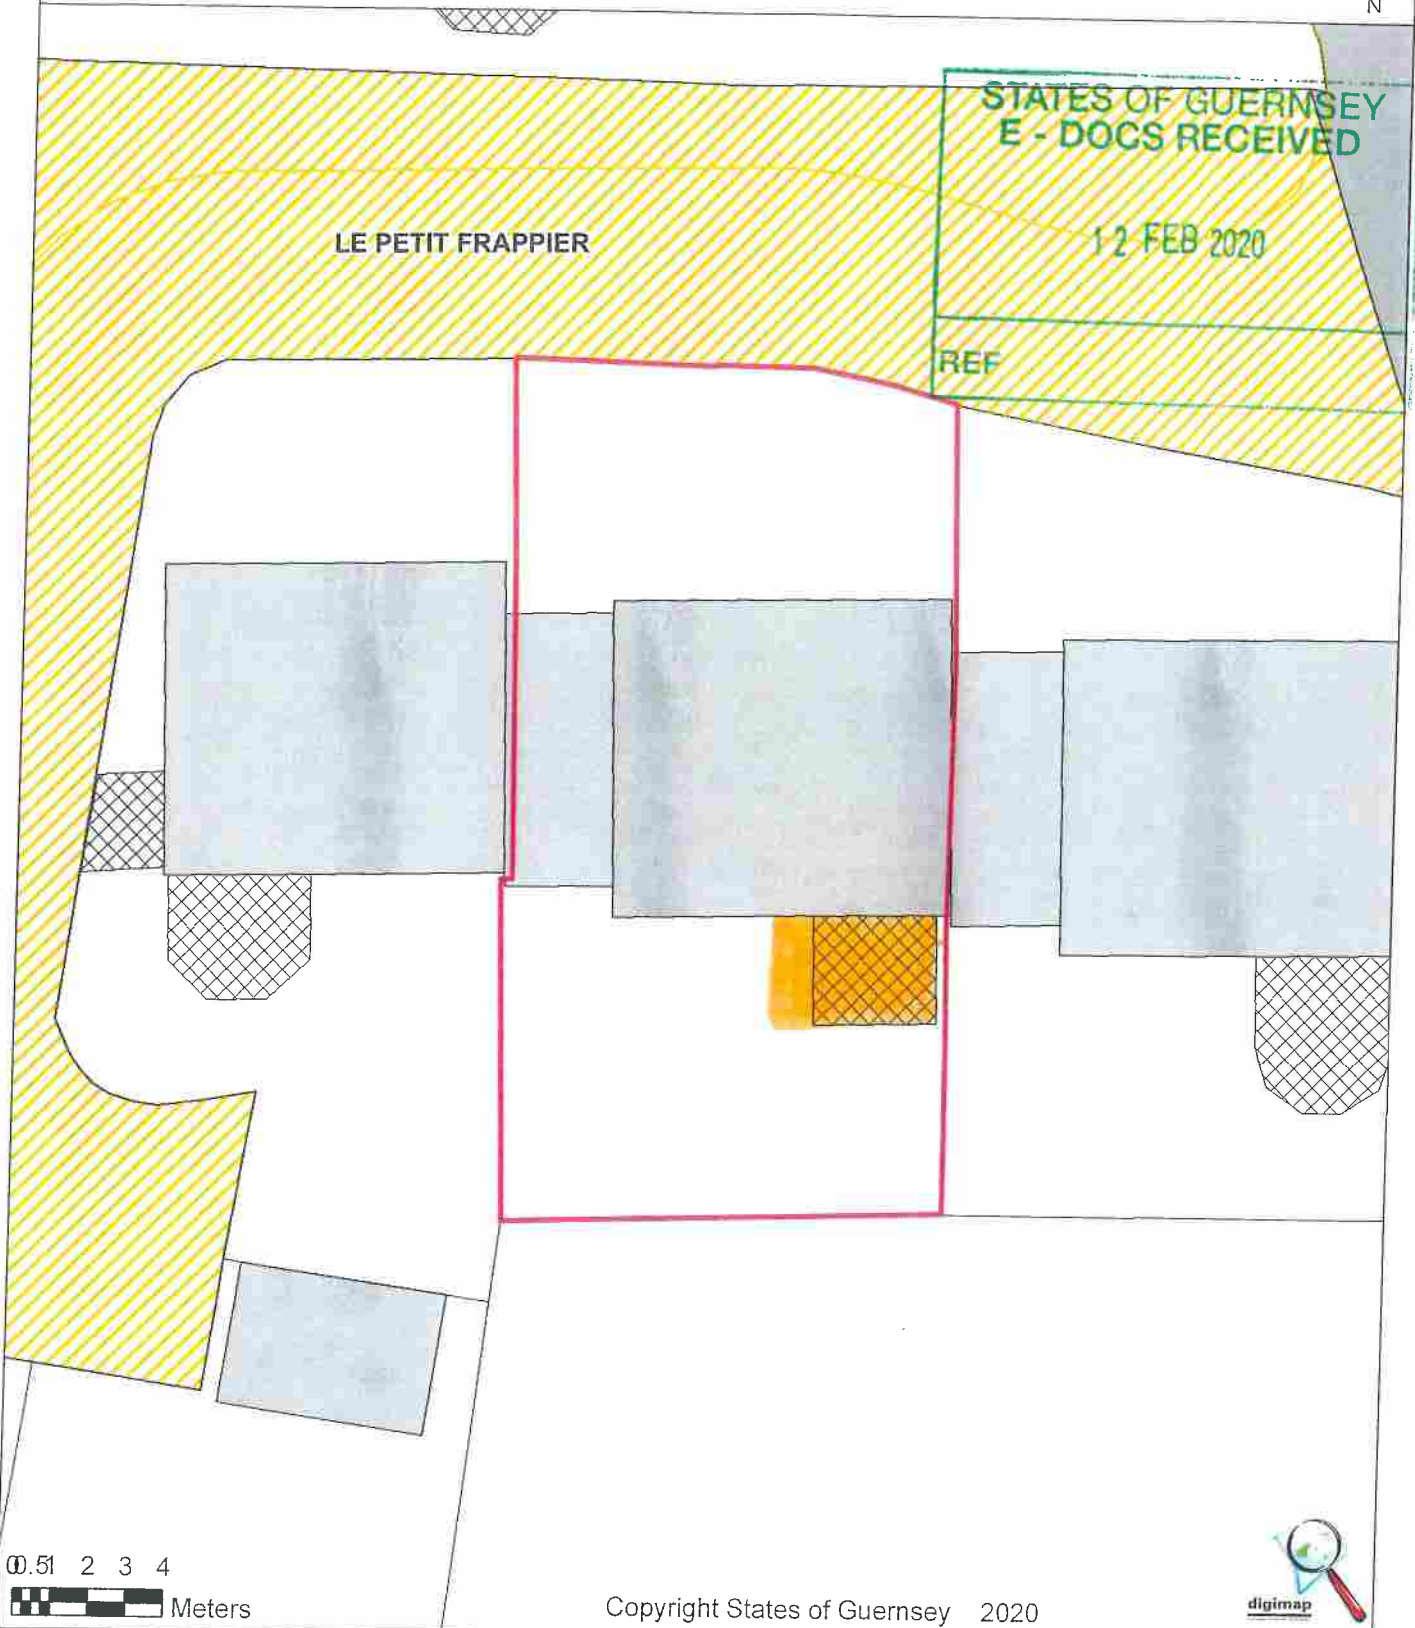 N
STATES OF GUERNSEY
E - DOCS RECEIVED
LE PETIT FRAPPIER
12 FEB 2020
REF
0 0.5 1 2 3 4
Meters
Copyright States of Guernsey 2020
digimap